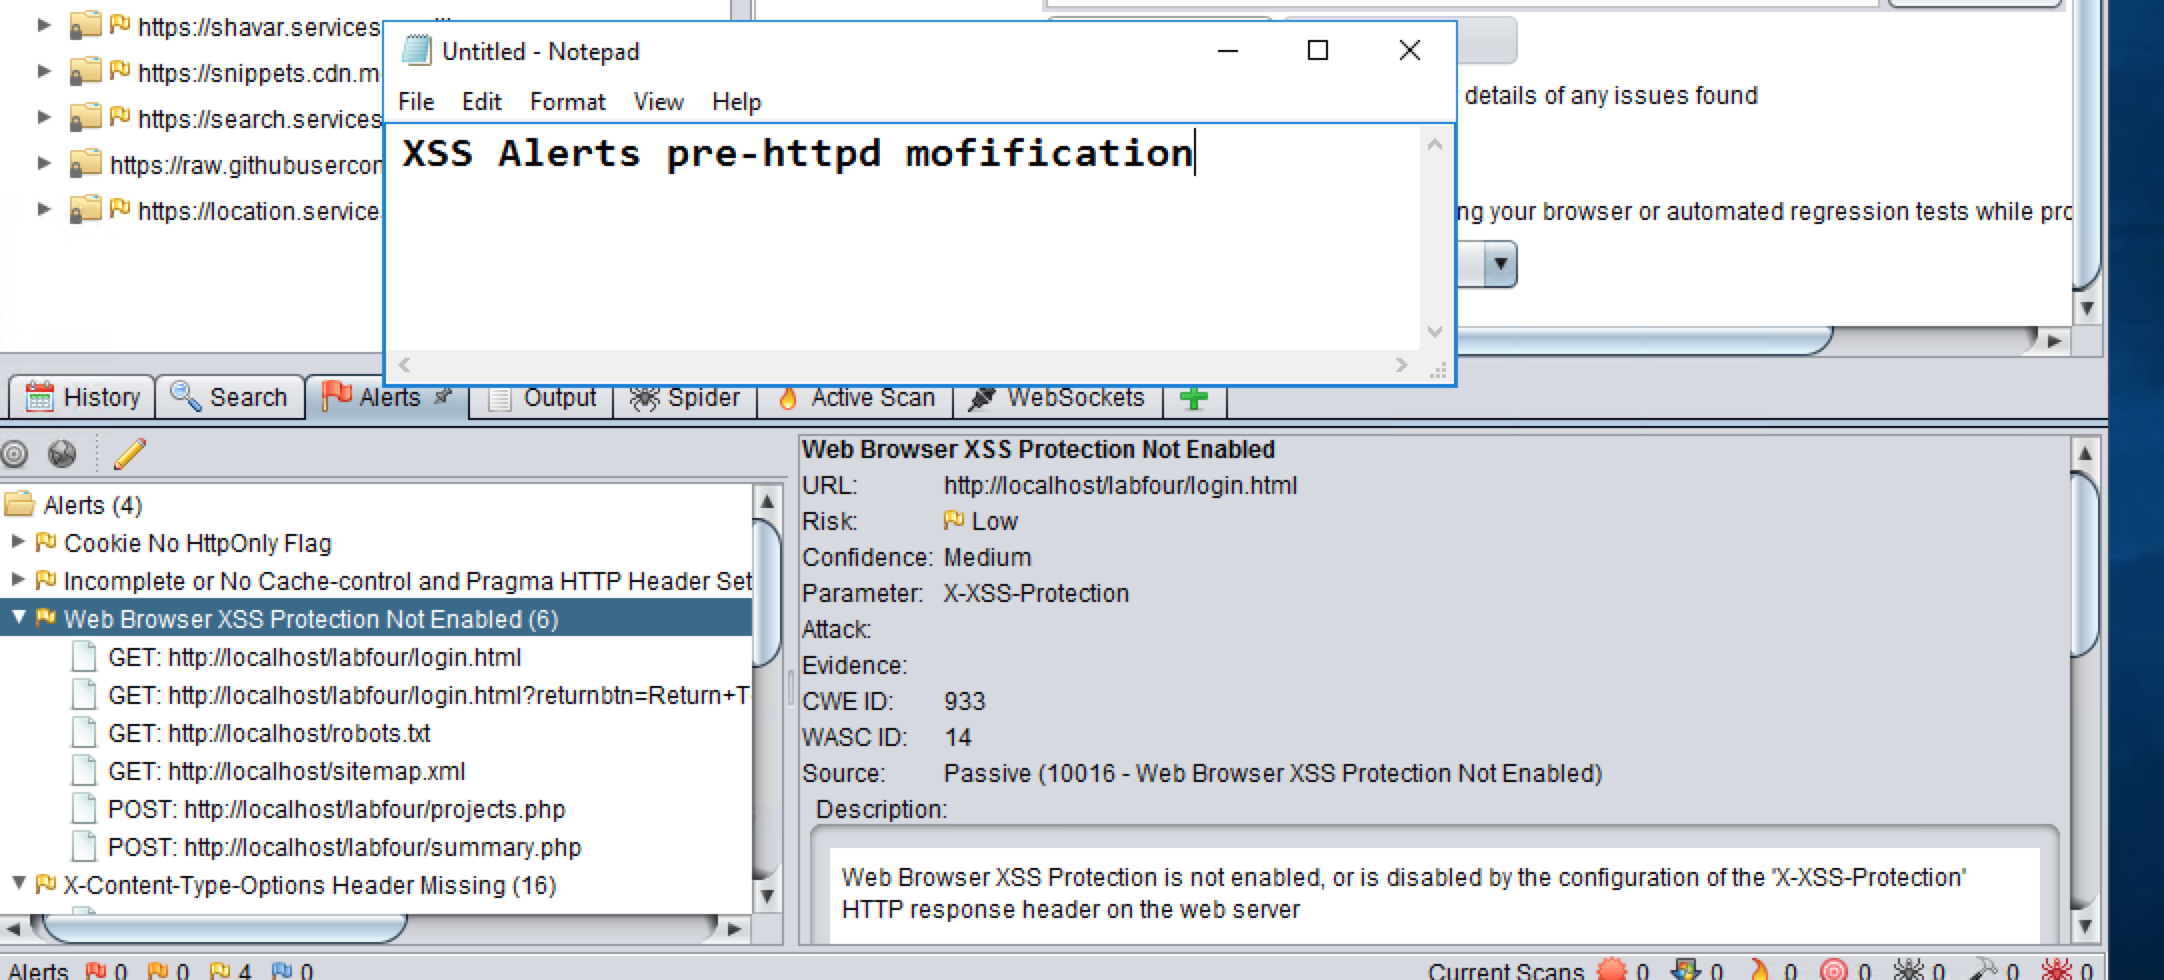 https://shavar.services
https://snippets.cdn.m
https://search.services
https://raw.githubusercon
https://location.service
Untitled - Notepad
File Edit Format View Help
XSS Alerts pre-httpd mofification
details of any issues found
ng your browser or automated regression tests while pro
History Search Alerts Output Spider Active Scan WebSockets
Alerts (4)
Cookie No HttpOnly Flag
Incomplete or No Cache-control and Pragma HTTP Header Set
Web Browser XSS Protection Not Enabled (6)
GET: http://localhost/labfour/login.html
GET: http://localhost/labfour/login.html?returnbtn=Return+T
GET: http://localhost/robots.txt
GET: http://localhost/sitemap.xml
POST: http://localhost/labfour/projects.php
POST: http://localhost/labfour/summary.php
X-Content-Type-Options Header Missing (16)
Web Browser XSS Protection Not Enabled
URL: http://localhost/labfour/login.html
Risk: Low
Confidence: Medium
Parameter: X-XSS-Protection
Attack:
Evidence:
CWE ID: 933
WASC ID: 14
Source: Passive (10016 - Web Browser XSS Protection Not Enabled)
Description:
Web Browser XSS Protection is not enabled, or is disabled by the configuration of the 'X-XSS-Protection'
HTTP response header on the web server
Alerts 0 0 4 0 Current Scans 0 0 0 0 0 0 0